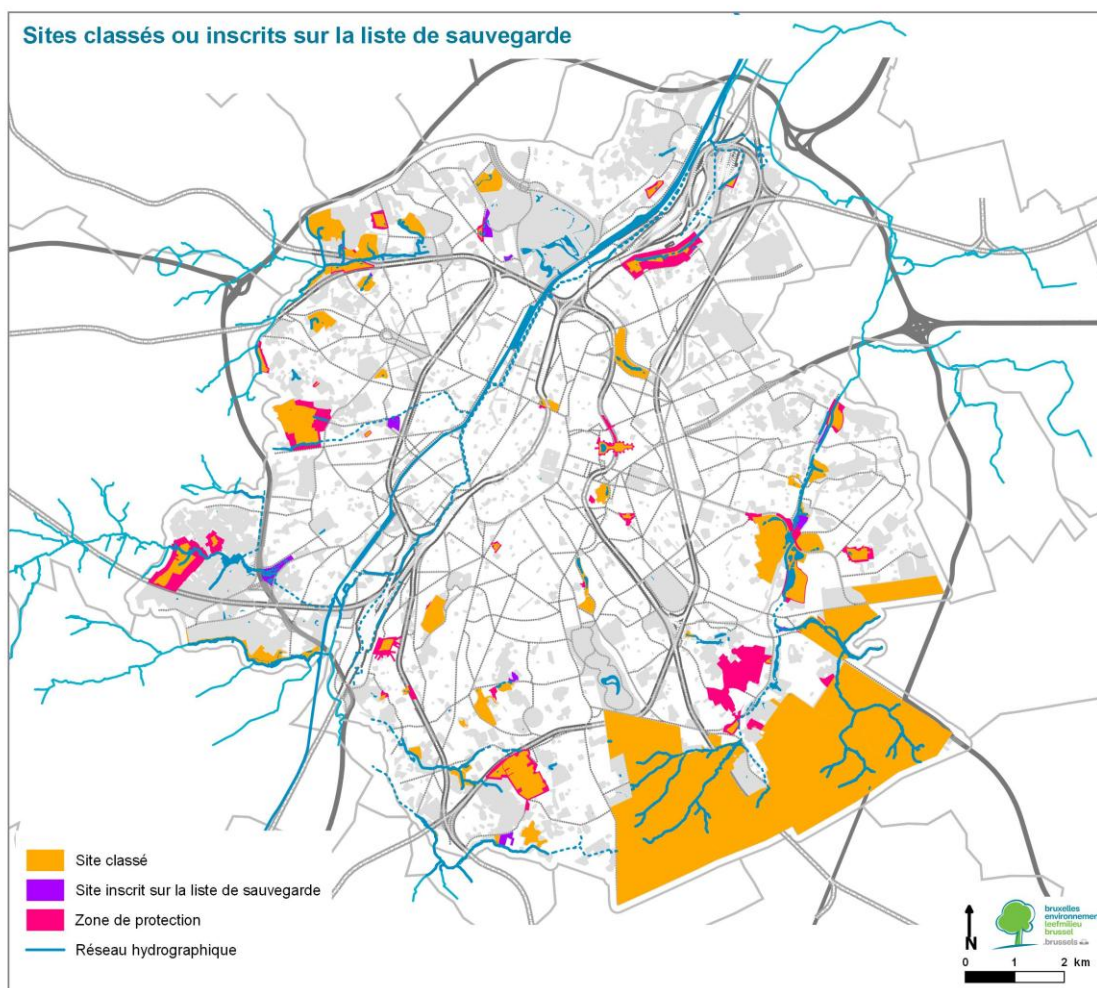 Sites classés ou inscrits sur la liste de sauvegarde
Site classé
Site inscrit sur la liste de sauvegarde
Zone de protection
Réseau hydrographique
N
0 1 2 km
bruxelles
environnement
leefmilieu
brussel
.brussels